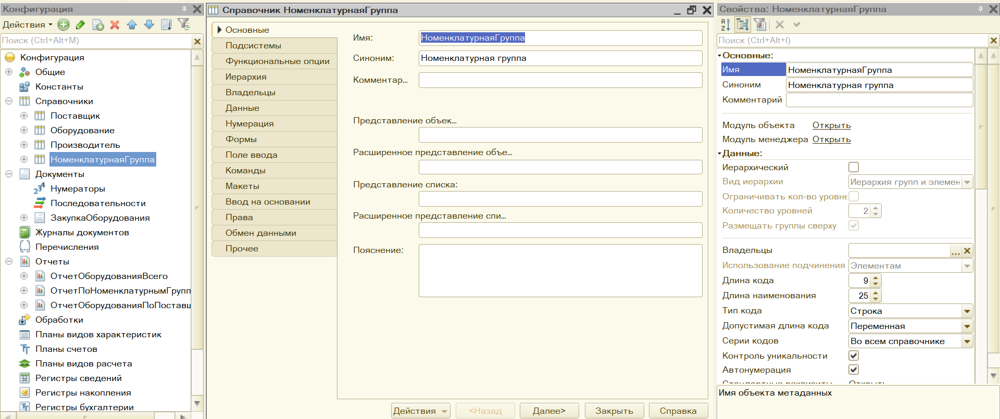 Конфигурация
Действия
Поиск (Ctrl+Alt+M)
Конфигурация
Общие
Константы
Справочники
Поставщик
Оборудование
Производитель
НоменклатурнаяГруппа
Документы
Нумераторы
Последовательности
ЗакупкаОборудования
Журналы документов
Перечисления
Отчеты
ОтчетОборудованияВсего
ОтчетПоНоменклатурнымГрупп
ОтчетОборудованияПоПоставщ
Обработки
Планы видов характеристик
Планы счетов
Планы видов расчета
Регистры сведений
Регистры накопления
Регистры бухгалтерии
Справочник НоменклатурнаяГруппа
Основные
Подсистемы
Функциональные опции
Иерархия
Владельцы
Данные
Нумерация
Формы
Поле ввода
Команды
Макеты
Ввод на основании
Права
Обмен данными
Прочее
Имя: НоменклатурнаяГруппа
Синоним: Номенклатурная группа
Комментар...
Представление объек...
Расширенное представление объе...
Представление списка:
Расширенное представление спи...
Пояснение:
Действия <Назад Далее> Закрыть Справка
Свойства: НоменклатурнаяГруппа
Поиск (Ctrl+Alt+I)
Основные:
Имя НоменклатурнаяГруппа
Синоним Номенклатурная группа
Комментарий
Модуль объекта Открыть
Модуль менеджера Открыть
Данные:
Иерархический
Вид иерархии Иерархия групп и элемен
Ограничивать кол-во уровне
Количество уровней 2
Размещать группы сверху
Владельцы ...
Использование подчинения Элементам
Длина кода 9
Длина наименования 25
Тип кода Строка
Допустимая длина кода Переменная
Серии кодов Во всем справочнике
Контроль уникальности
Автонумерация
Стандартные реквизиты Открыть
Имя объекта метаданных